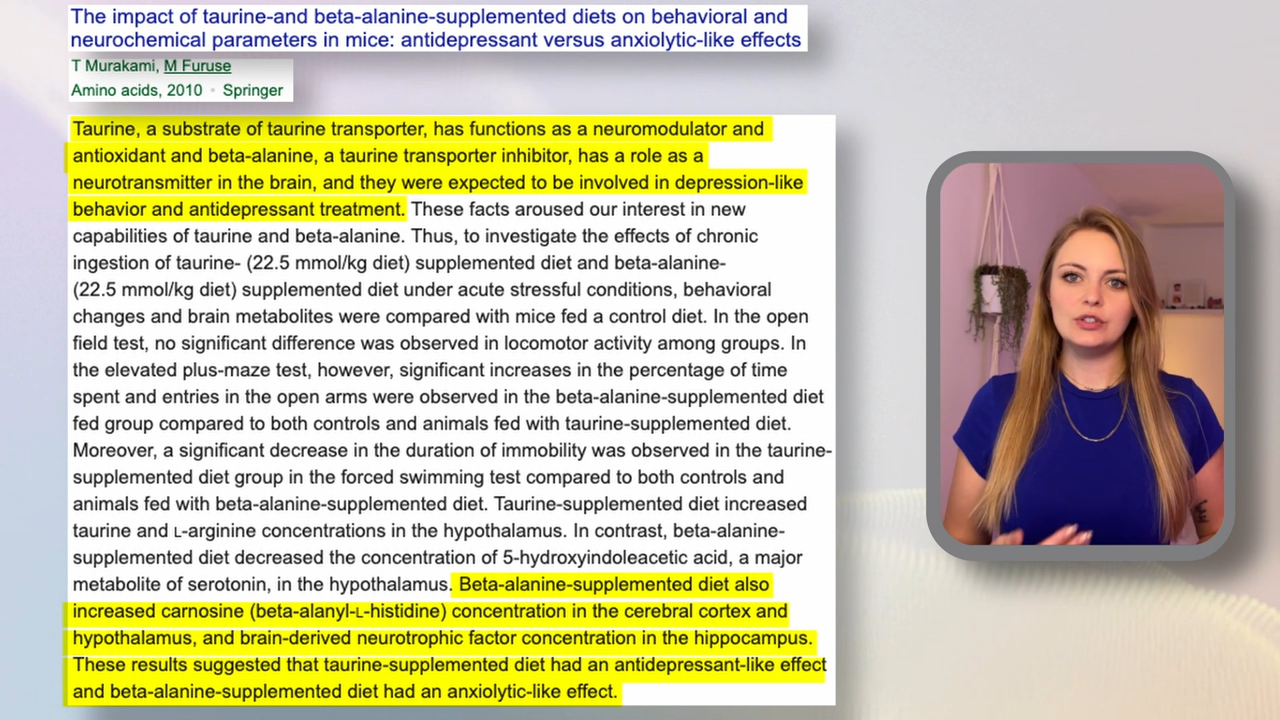 The impact of taurine-and beta-alanine-supplemented diets on behavioral and
neurochemical parameters in mice: antidepressant versus anxiolytic-like effects
T Murakami, M Furuse
Amino acids, 2010 • Springer
Taurine, a substrate of taurine transporter, has functions as a neuromodulator and
antioxidant and beta-alanine, a taurine transporter inhibitor, has a role as a
neurotransmitter in the brain, and they were expected to be involved in depression-like
behavior and antidepressant treatment. These facts aroused our interest in new
capabilities of taurine and beta-alanine. Thus, to investigate the effects of chronic
ingestion of taurine- (22.5 mmol/kg diet) supplemented diet and beta-alanine-
(22.5 mmol/kg diet) supplemented diet under acute stressful conditions, behavioral
changes and brain metabolites were compared with mice fed a control diet. In the open
field test, no significant difference was observed in locomotor activity among groups. In
the elevated plus-maze test, however, significant increases in the percentage of time
spent and entries in the open arms were observed in the beta-alanine-supplemented diet
fed group compared to both controls and animals fed with taurine-supplemented diet.
Moreover, a significant decrease in the duration of immobility was observed in the taurine-
supplemented diet group in the forced swimming test compared to both controls and
animals fed with beta-alanine-supplemented diet. Taurine-supplemented diet increased
taurine and L-arginine concentrations in the hypothalamus. In contrast, beta-alanine-
supplemented diet decreased the concentration of 5-hydroxyindoleacetic acid, a major
metabolite of serotonin, in the hypothalamus. Beta-alanine-supplemented diet also
increased carnosine (beta-alanyl-L-histidine) concentration in the cerebral cortex and
hypothalamus, and brain-derived neurotrophic factor concentration in the hippocampus.
These results suggested that taurine-supplemented diet had an antidepressant-like effect
and beta-alanine-supplemented diet had an anxiolytic-like effect.